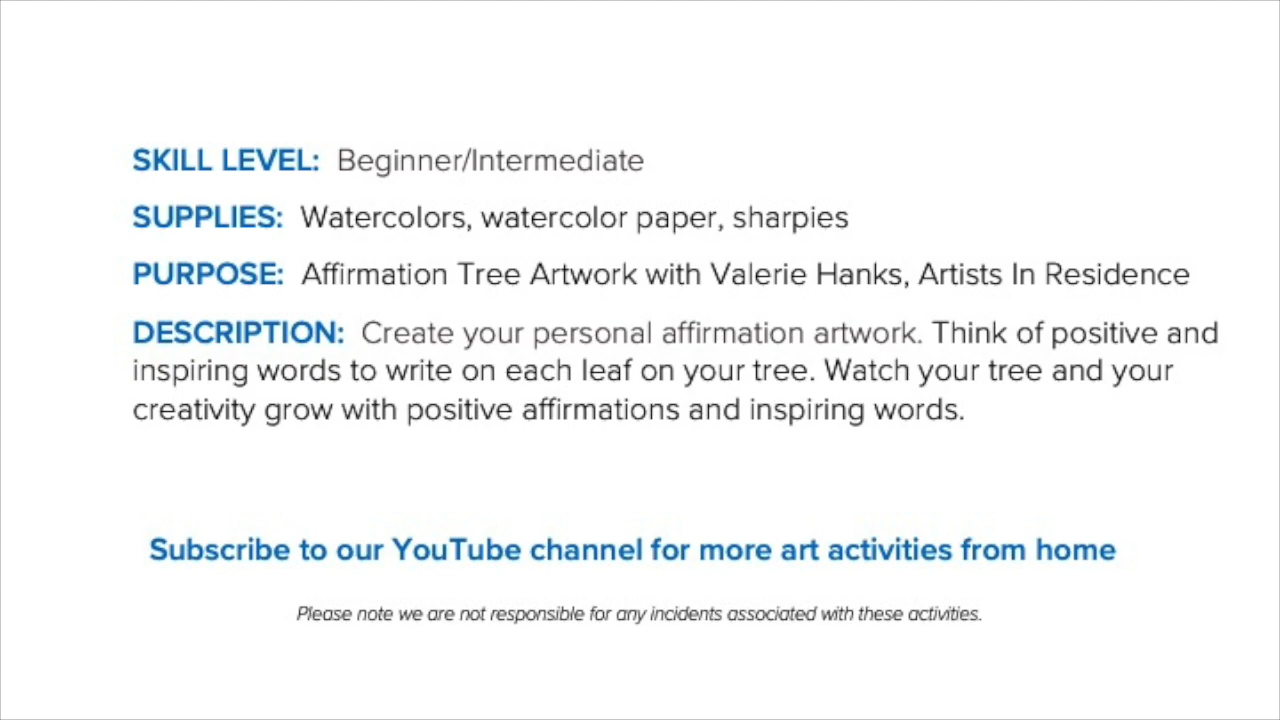 SKILL LEVEL: Beginner/Intermediate
SUPPLIES: Watercolors, watercolor paper, sharpies
PURPOSE: Affirmation Tree Artwork with Valerie Hanks, Artists In Residence
DESCRIPTION: Create your personal affirmation artwork. Think of positive and
inspiring words to write on each leaf on your tree. Watch your tree and your
creativity grow with positive affirmations and inspiring words.
Subscribe to our YouTube channel for more art activities from home
Please note we are not responsible for any incidents associated with these activities.